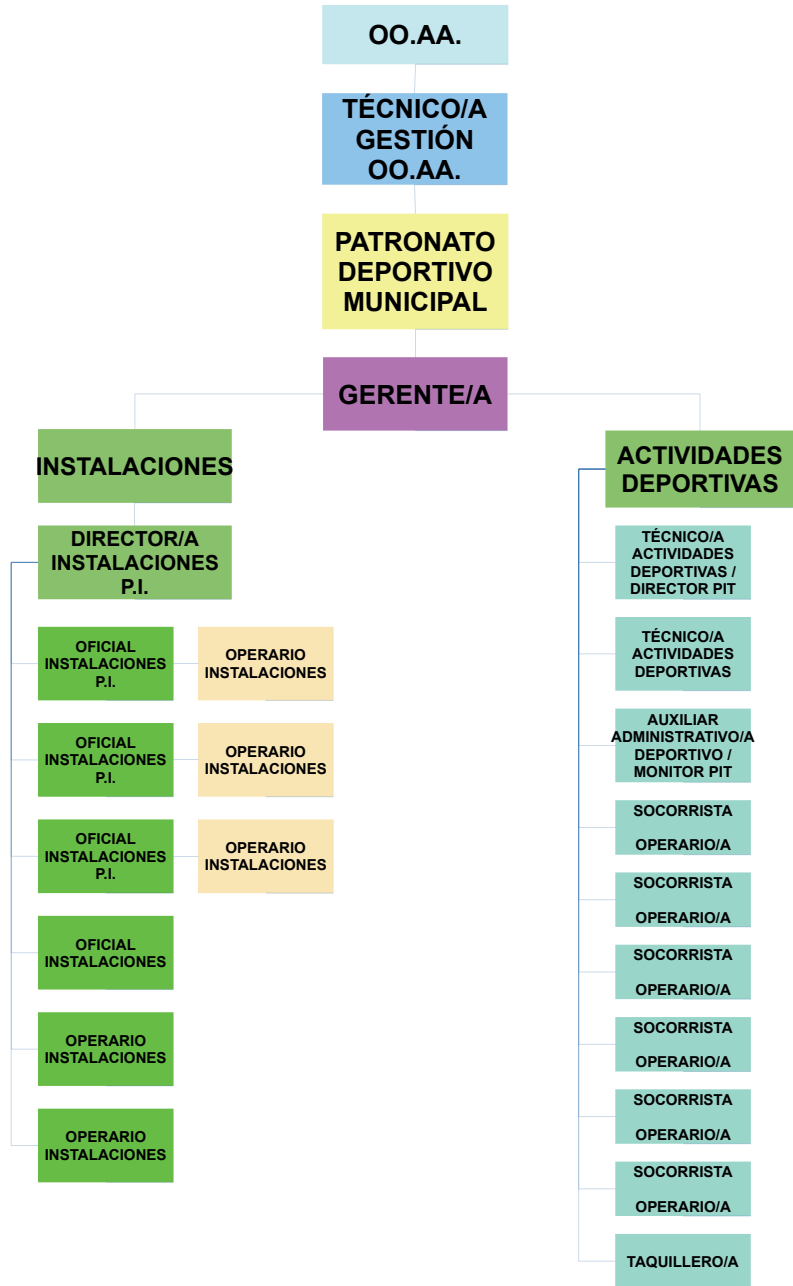 OO.AA.
TÉCNICO/A
GESTIÓN
OO.AA.
PATRONATO
DEPORTIVO
MUNICIPAL
GERENTE/A
INSTALACIONES
DIRECTOR/A
INSTALACIONES
P.I.
OFICIAL
INSTALACIONES
P.I.
OPERARIO
INSTALACIONES
OFICIAL
INSTALACIONES
P.I.
OPERARIO
INSTALACIONES
OFICIAL
INSTALACIONES
P.I.
OPERARIO
INSTALACIONES
OFICIAL
INSTALACIONES
OPERARIO
INSTALACIONES
OPERARIO
INSTALACIONES
ACTIVIDADES
DEPORTIVAS
TÉCNICO/A
ACTIVIDADES
DEPORTIVAS /
DIRECTOR PIT
TÉCNICO/A
ACTIVIDADES
DEPORTIVAS
AUXILIAR
ADMINISTRATIVO/A
DEPORTIVO /
MONITOR PIT
SOCORRISTA
OPERARIO/A
SOCORRISTA
OPERARIO/A
SOCORRISTA
OPERARIO/A
SOCORRISTA
OPERARIO/A
SOCORRISTA
OPERARIO/A
SOCORRISTA
OPERARIO/A
TAQUILLERO/A